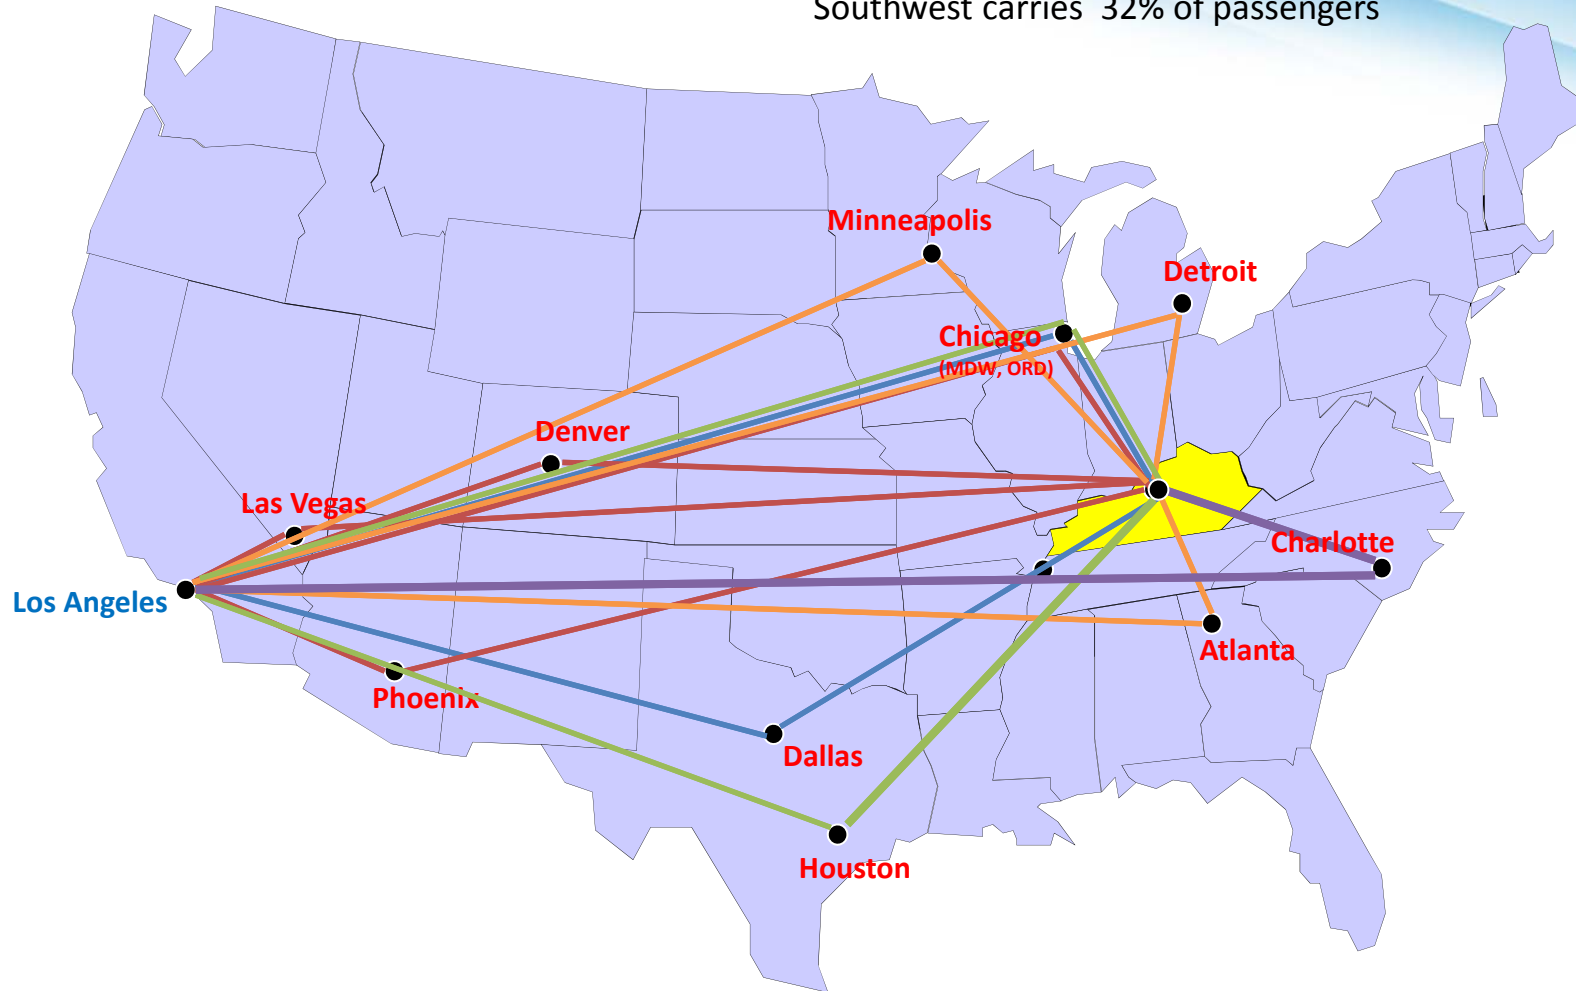 Southwest carries  32% of passengers
Minneapolis
Detroit
Chicago
(MDW, ORD)
Denver
Las Vegas
Charlotte
Los Angeles
Atlanta
Phoenix
Dallas
Houston